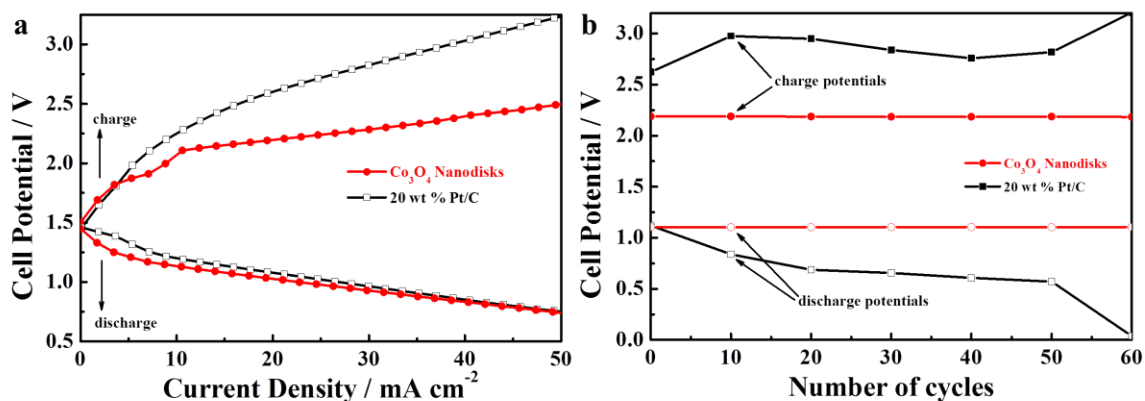 a
Cell Potential / V
3.0
2.5
2.0
1.5
1.0
0.5
charge
Co₃O₄ Nanodisks
20 wt % Pt/C
discharge
0 10 20 30 40 50
Current Density / mA cm⁻²
b
Cell Potential / V
3.0
2.5
2.0
1.5
1.0
0.5
0.0
charge potentials
Co₃O₄ Nanodisks
20 wt % Pt/C
discharge potentials
0 10 20 30 40 50 60
Number of cycles